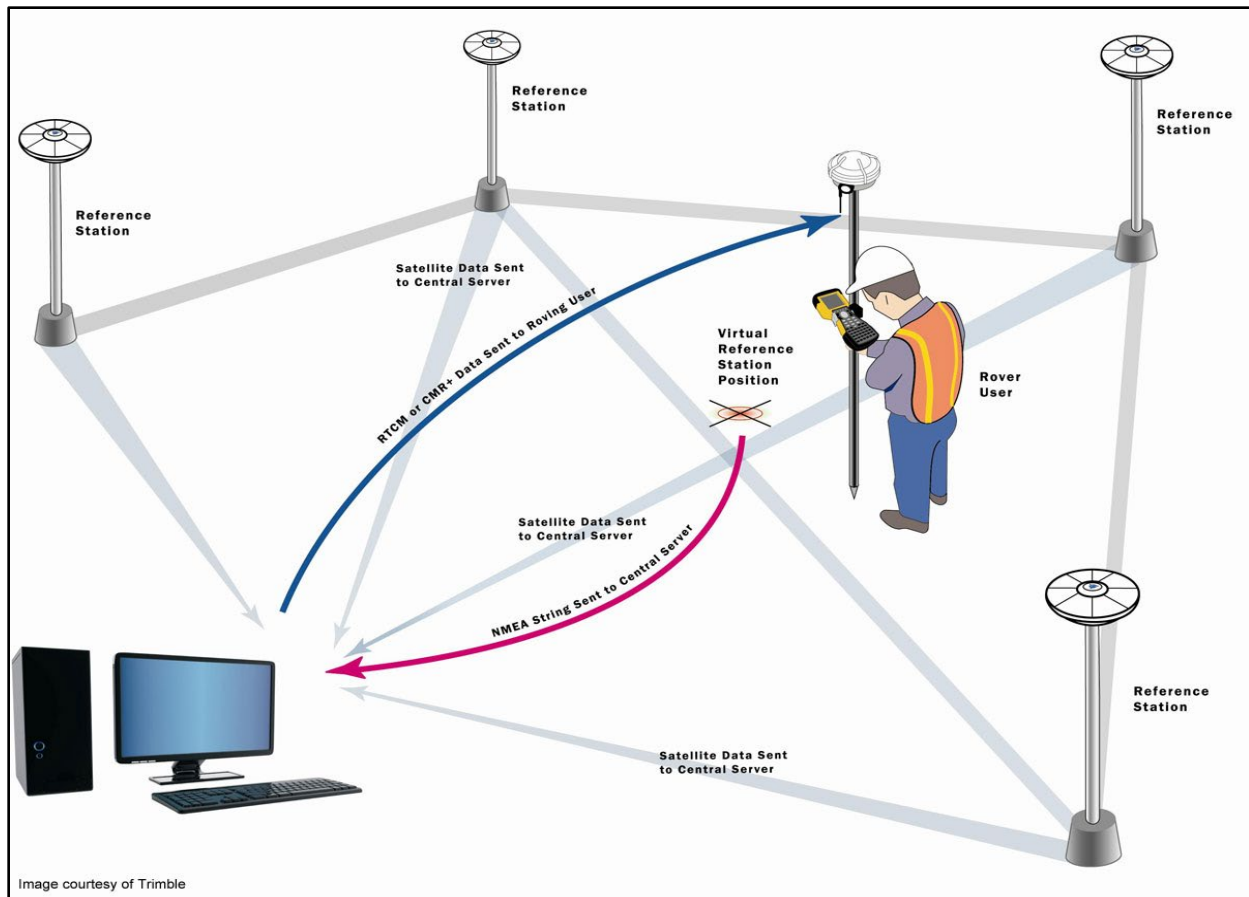 Reference
Station
Reference
Station
Reference
Station
Satellite Data Sent
to Central Server
RTCM or CMR+ Data Sent to Roving User
Virtual
Reference
Station
Position
Rover
User
Satellite Data Sent
to Central Server
NMEA String Sent to Central Server
Reference
Station
Satellite Data Sent
to Central Server
Image courtesy of Trimble